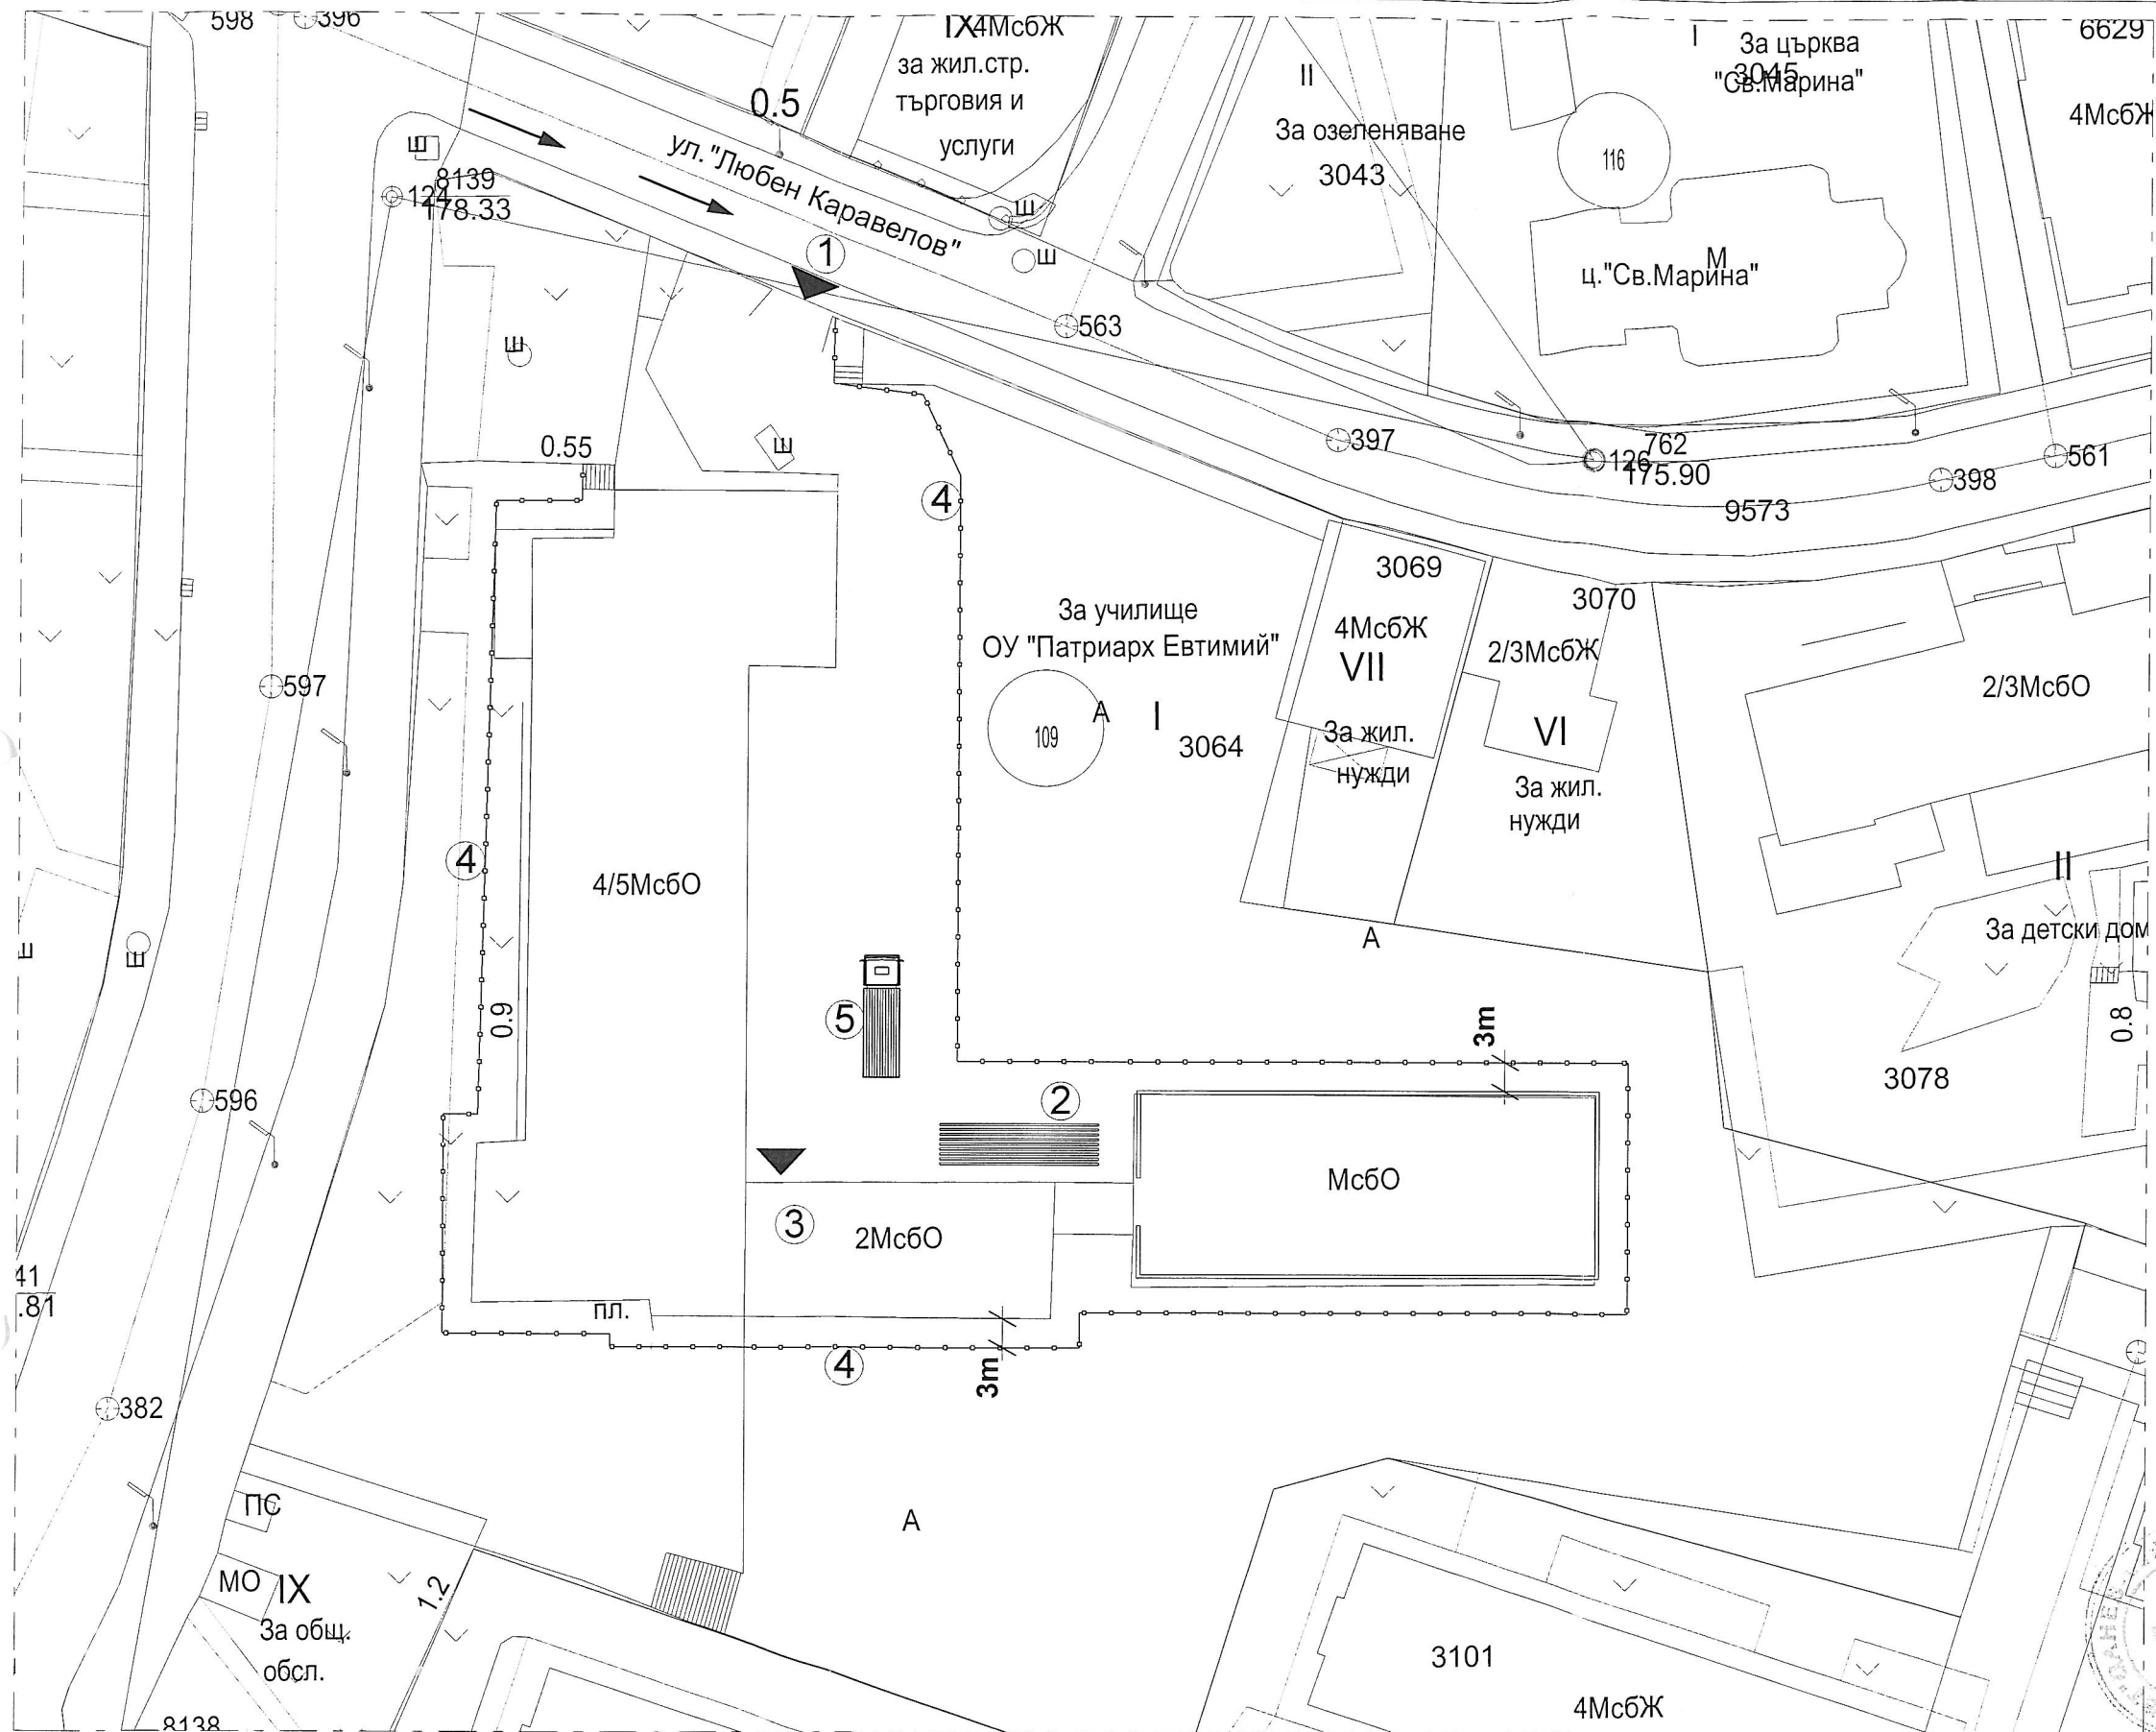 598
396
IX
4МсбЖ
за жил.стр.
търговия и
услуги
0.5
II
За озеленяване
3043
I
За църква
3045
"Св.Марина"
116
6629
4МсбЖ
ул. "Любен Каравелов"
Ш
8139
124
178.33
Ш
Ш
1
М
ц."Св.Марина"
563
Ш
0.55
Ш
397
762
126
175.90
398
561
9573
4
3069
3070
За училище
ОУ "Патриарх Евтимий"
4МсбЖ
VII
2/3МсбЖ
2/3МсбО
597
109
А
I
3064
За жил.
нужди
VI
За жил.
нужди
4
4/5МсбО
II
За детски дом
А
Ш
Ш
0.9
5
3m
0.8
3078
596
2
МсбО
3
2МсбО
41
.81
пл.
4
3m
382
ПС
А
МО
IX
1.2
За общ.
обсл.
3101
4МсбЖ
8138